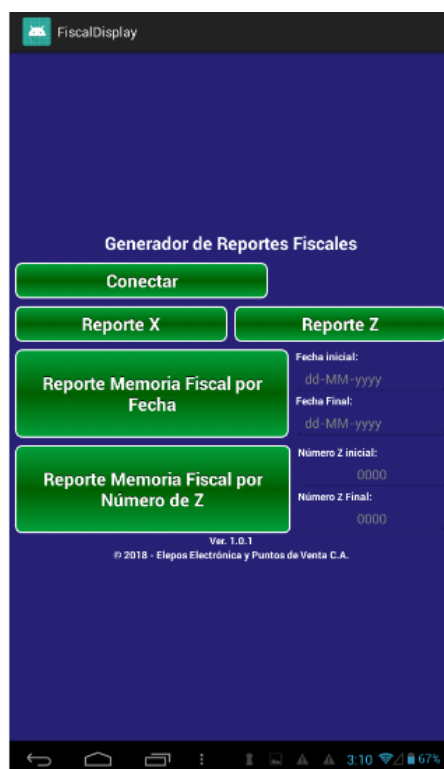 FiscalDisplay
Generador de Reportes Fiscales
Conectar
Reporte X
Reporte Z
Reporte Memoria Fiscal por
Fecha
Fecha inicial:
dd-MM-yyyy
Fecha Final:
dd-MM-yyyy
Reporte Memoria Fiscal por
Número de Z
Número Z inicial:
0000
Número Z Final:
0000
Ver. 1.0.1
© 2018 - Elepos Electrónica y Puntos de Venta C.A.
3:10 67%